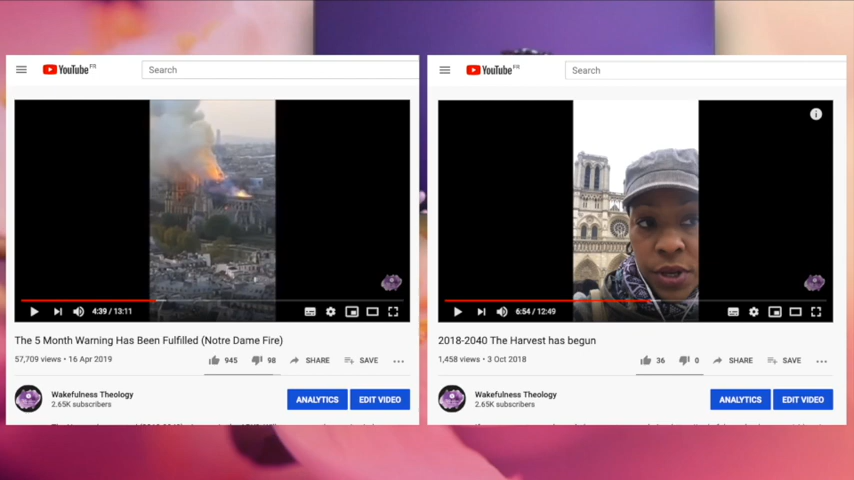 YouTube FR
Search
4:39 / 13:11
The 5 Month Warning Has Been Fulfilled (Notre Dame Fire)
57,709 views • 16 Apr 2019
945
98
SHARE
SAVE
Wakefulness Theology
2.65K subscribers
ANALYTICS
EDIT VIDEO
YouTube FR
Search
i
6:54 / 12:49
2018-2040 The Harvest has begun
1,458 views • 3 Oct 2018
36
0
SHARE
SAVE
Wakefulness Theology
2.65K subscribers
ANALYTICS
EDIT VIDEO